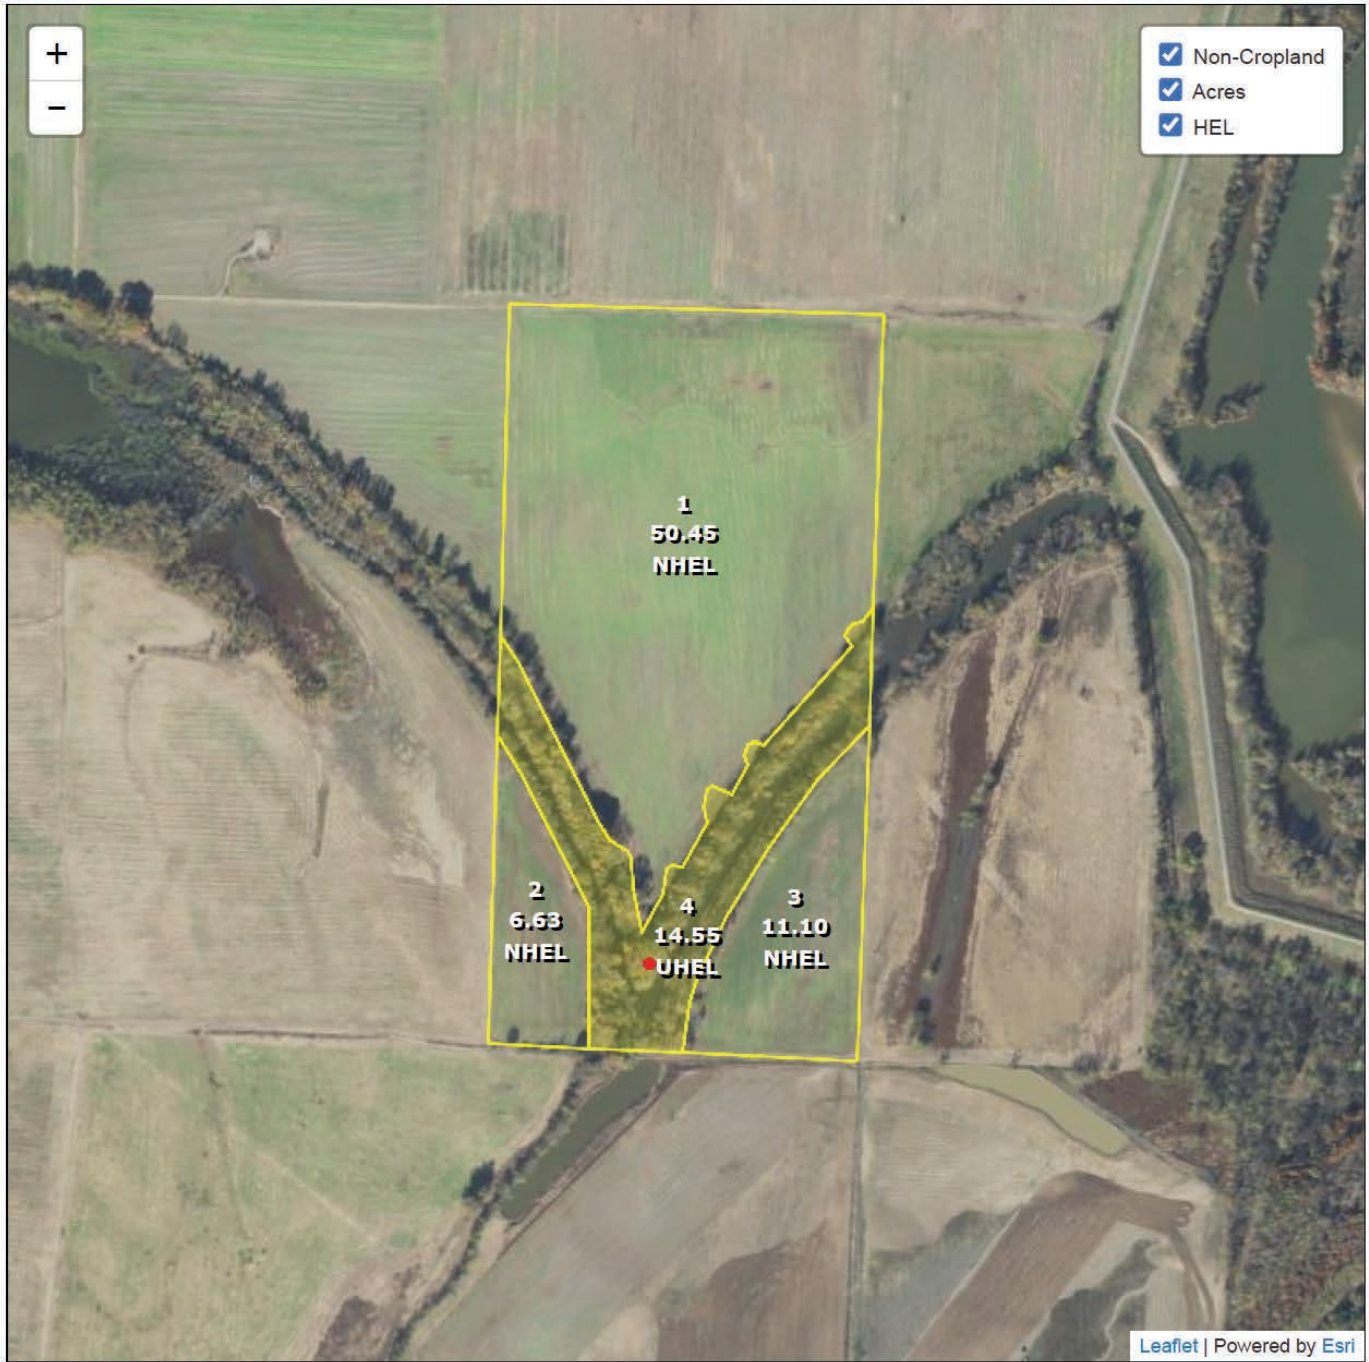 +
−
Non-Cropland
Acres
HEL
1
50.45
NHEL
2
6.63
NHEL
4
14.55
UHEL
3
11.10
NHEL
Leaflet | Powered by Esri